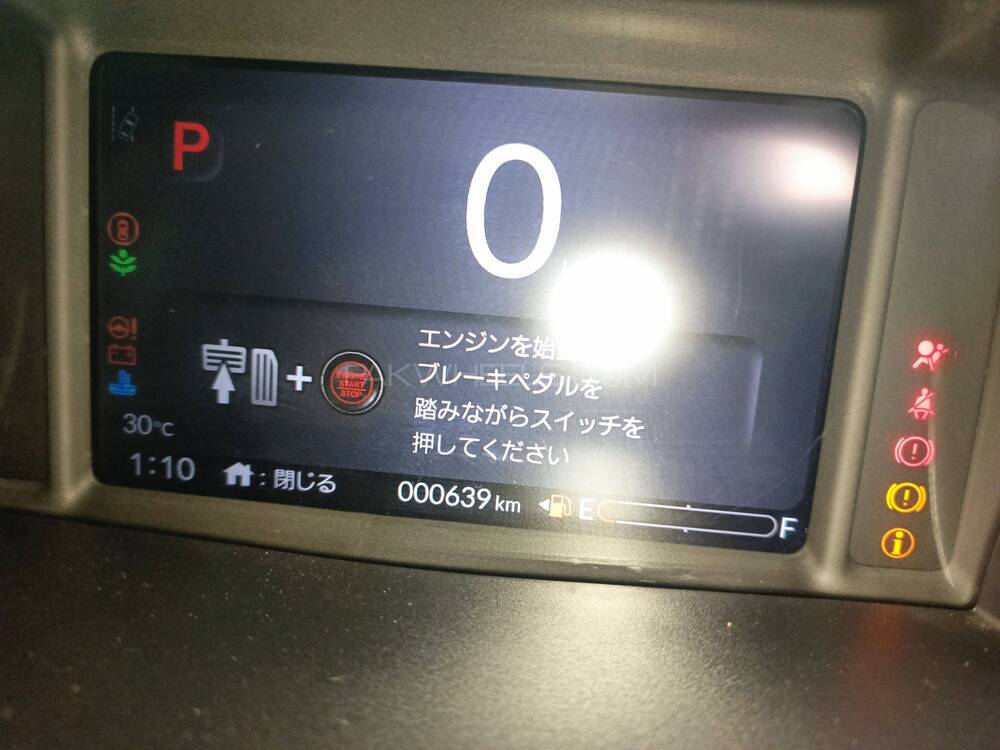 P
0
エンジンを始
ブレーキペダルを
踏みながらスイッチを
押してください
+
ENGINE
START
STOP
30°C
1:10
:閉じる
000639 km
E
F